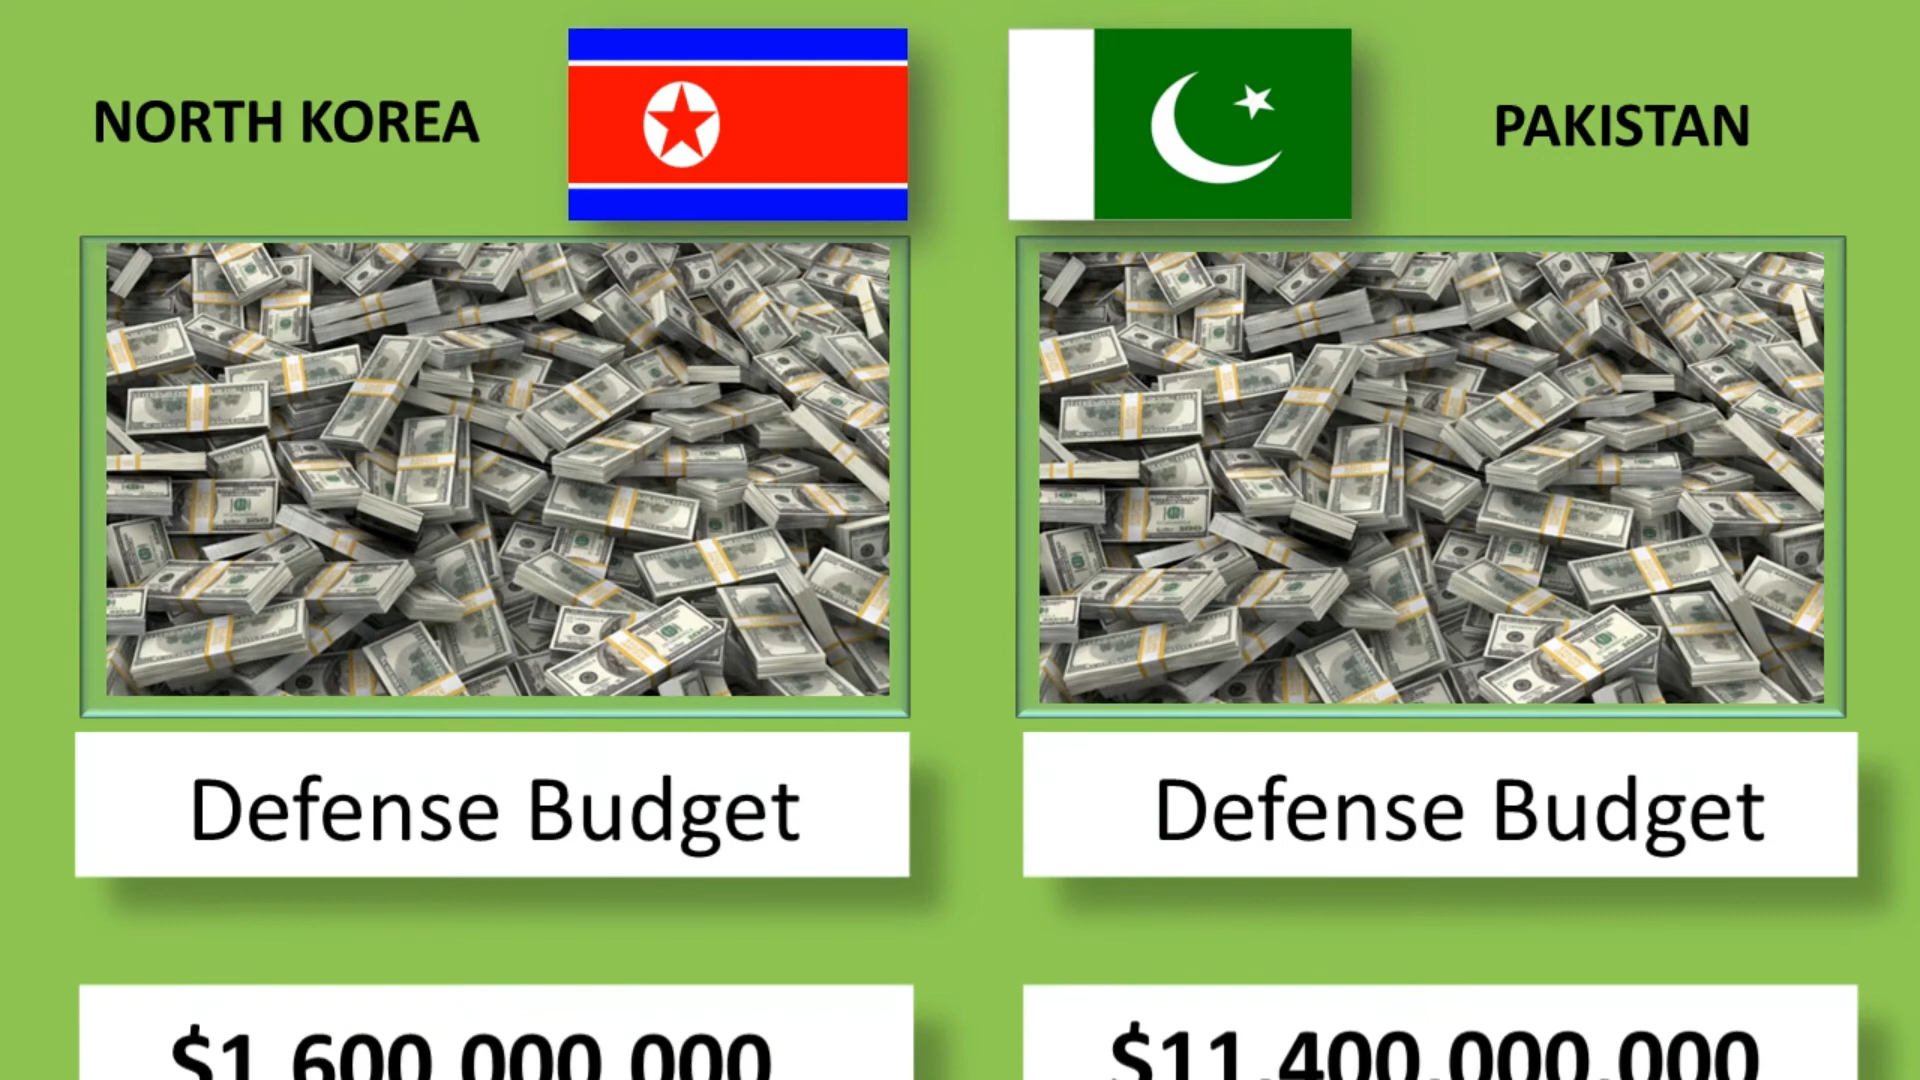 NORTH KOREA
PAKISTAN
Defense Budget
Defense Budget
$1,600,000,000
$11,400,000,000